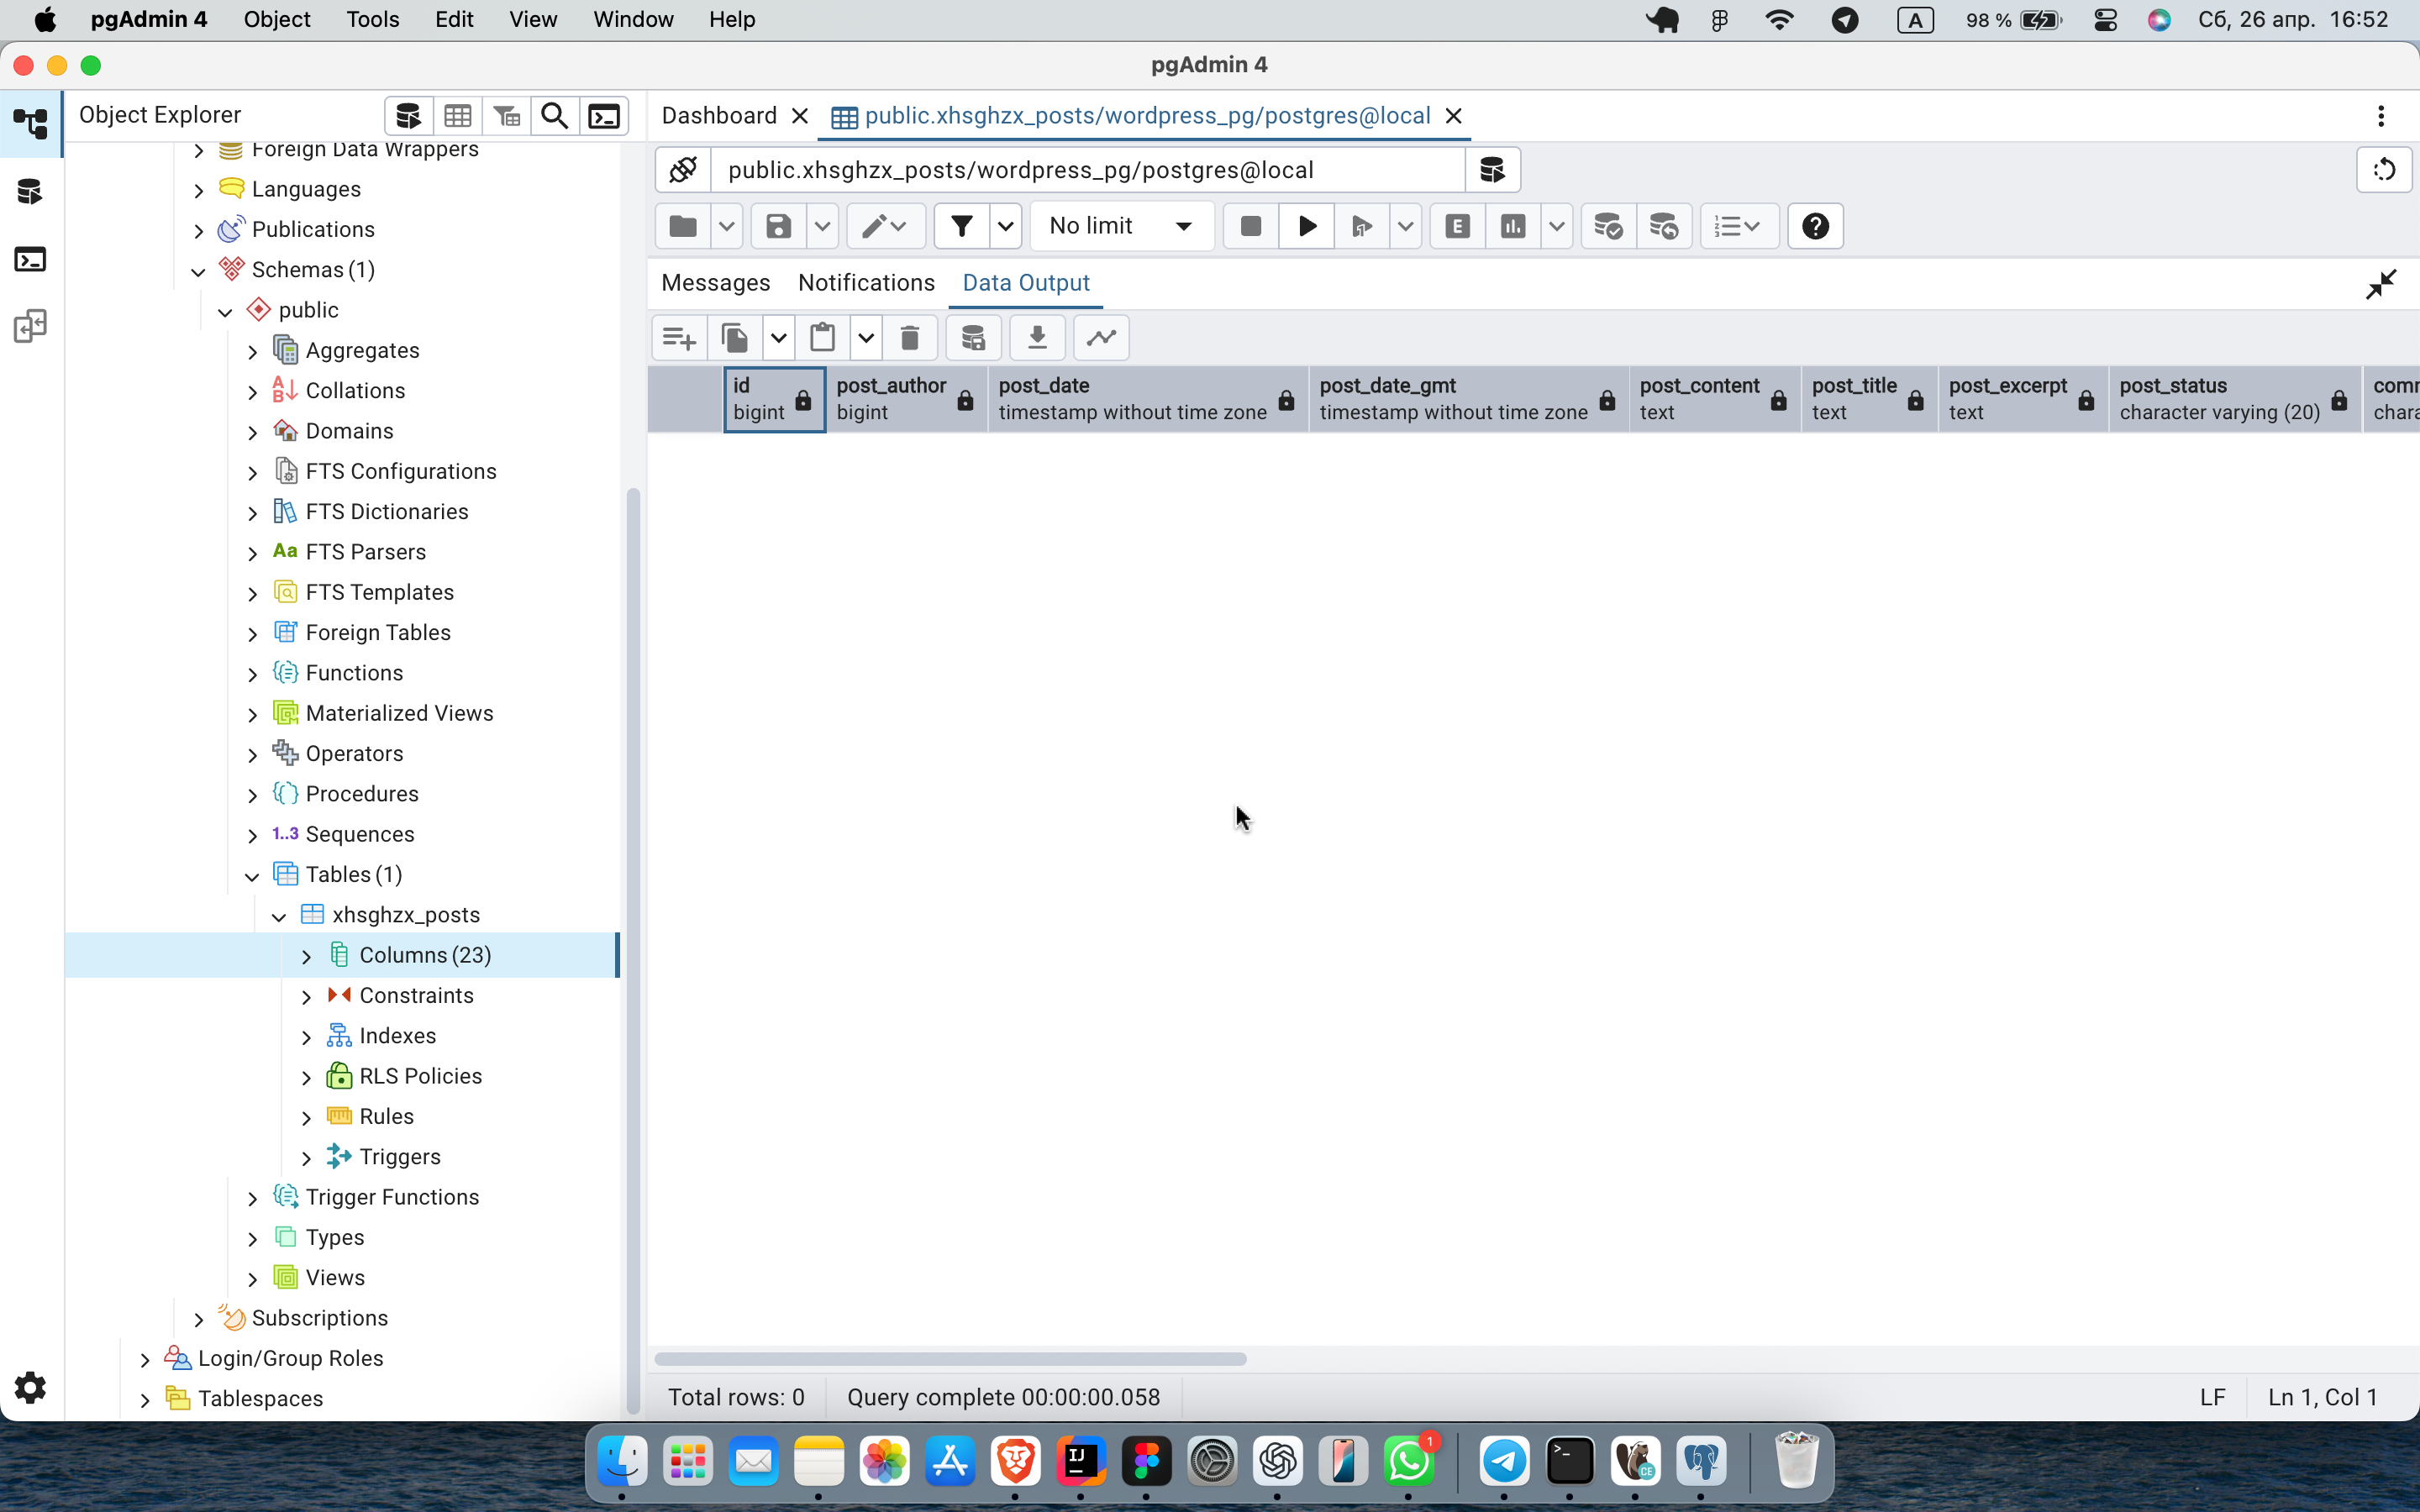 pgAdmin 4 Object Tools Edit View Window Help A 98 % Сб, 26 апр. 16:52
pgAdmin 4
Object Explorer
Foreign Data Wrappers
Languages
Publications
Schemas (1)
public
Aggregates
Collations
Domains
FTS Configurations
FTS Dictionaries
Aa FTS Parsers
FTS Templates
Foreign Tables
Functions
Materialized Views
Operators
Procedures
1..3 Sequences
Tables (1)
xhsghzx_posts
Columns (23)
Constraints
Indexes
RLS Policies
Rules
Triggers
Trigger Functions
Types
Views
Subscriptions
Login/Group Roles
Tablespaces
Dashboard public.xhsghzx_posts/wordpress_pg/postgres@local
public.xhsghzx_posts/wordpress_pg/postgres@local
No limit E
Messages Notifications Data Output
id post_author post_date post_date_gmt post_content post_title post_excerpt post_status
bigint bigint timestamp without time zone timestamp without time zone text text text character varying (20)
Total rows: 0 Query complete 00:00:00.058 LF Ln 1, Col 1
IJ 1 CE